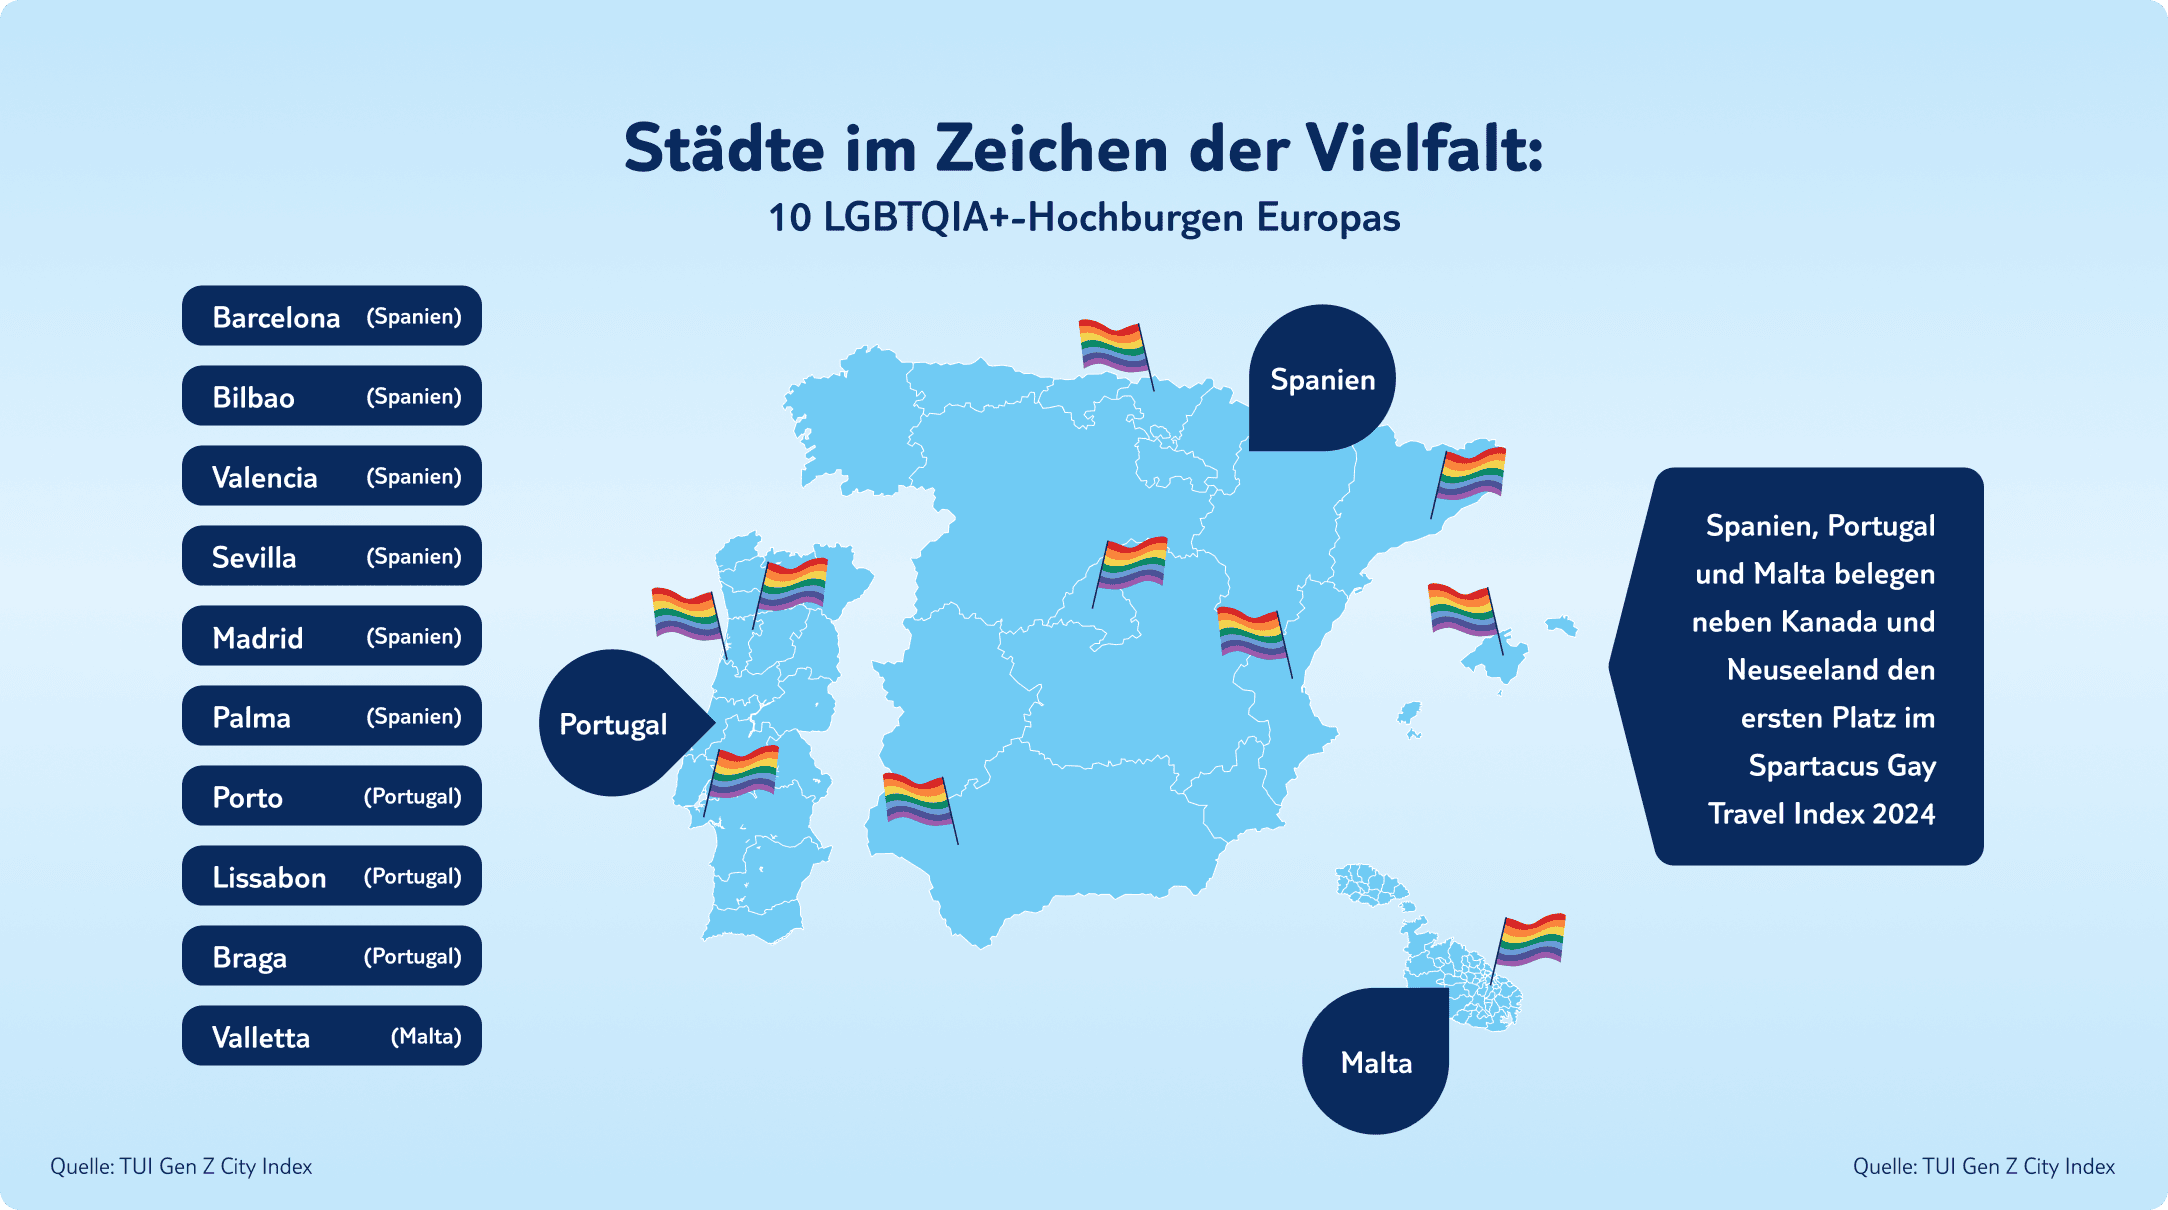 Städte im Zeichen der Vielfalt:
10 LGBTQIA+-Hochburgen Europas
Barcelona (Spanien)
Bilbao (Spanien)
Valencia (Spanien)
Sevilla (Spanien)
Madrid (Spanien)
Palma (Spanien)
Porto (Portugal)
Lissabon (Portugal)
Braga (Portugal)
Valletta (Malta)
Spanien
Portugal
Malta
Spanien, Portugal
und Malta belegen
neben Kanada und
Neuseeland den
ersten Platz im
Spartacus Gay
Travel Index 2024
Quelle: TUI Gen Z City Index
Quelle: TUI Gen Z City Index